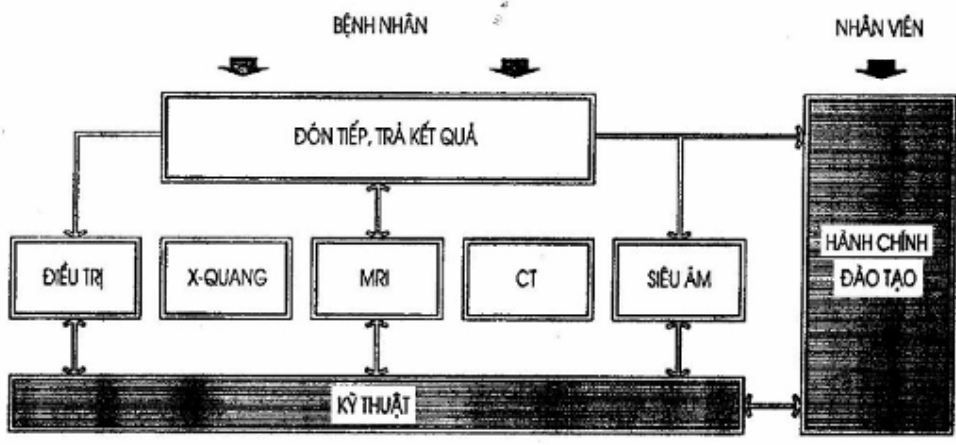 BỆNH NHÂN
NHÂN VIÊN
ĐÓN TIẾP, TRẢ KẾT QUẢ
ĐIỀU TRỊ
X-QUANG
MRI
CT
SIÊU ÂM
HÀNH CHÍNH
ĐÀO TẠO
KỸ THUẬT